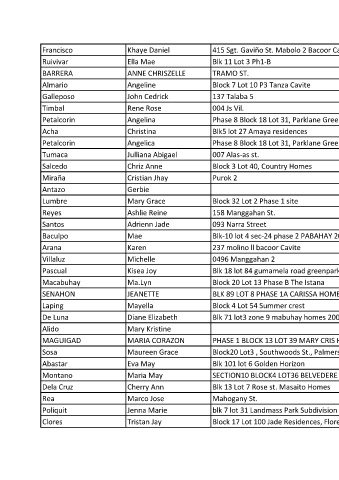 Francisco Khaye Daniel 415 Sgt. Gaviño St. Mabolo 2 Bacoor Ca
Ruivivar Ella Mae Blk 11 Lot 3 Ph1-B
BARRERA ANNE CHRISZELLE TRAMO ST.
Almario Angeline Block 7 Lot 10 P3 Tanza Cavite
Galleposo John Cedrick 137 Talaba 5
Timbal Rene Rose 004 Js Vil.
Petalcorin Angelina Phase 8 Block 18 Lot 31, Parklane Gree
Acha Christina Blk5 lot 27 Amaya residences
Petalcorin Angelica Phase 8 Block 18 Lot 31, Parklane Gree
Tumaca Julliana Abigael 007 Alas-as st.
Salcedo Chriz Anne Block 3 Lot 40, Country Homes
Miraña Cristian Jhay Purok 2
Antazo Gerbie
Lumbre Mary Grace Block 32 Lot 2 Phase 1 site
Reyes Ashlie Reine 158 Manggahan St.
Santos Adrienn Jade 093 Narra Street
Baculpo Mae Blk-10 lot 4 sec-24 phase 2 PABAHAY 20
Arana Karen 237 molino ll bacoor Cavite
Villaluz Michelle 0496 Manggahan 2
Pascual Kisea Joy Blk 18 lot 84 gumamela road greenpark
Macabuhay Ma.Lyn Block 20 Lot 13 Phase B The Istana
SENAHON JEANETTE BLK 89 LOT 8 PHASE 1A CARISSA HOME
Laping Mayella Block 4 Lot 54 Summer crest
De Luna Diane Elizabeth Blk 71 lot3 zone 9 mabuhay homes 200
Alido Mary Kristine
MAGUIGAD MARIA CORAZON PHASE 1 BLOCK 13 LOT 39 MARY CRIS H
Sosa Maureen Grace Block20 Lot3 , Southwoods St., Palmers
Abastar Eva May Blk 101 lot 6 Golden Horizon
Montano Maria May SECTION10 BLOCK4 LOT36 BELVEDERE
Dela Cruz Cherry Ann Blk 13 Lot 7 Rose st. Masaito Homes
Rea Marco Jose Mahogany St.
Poliquit Jenna Marie blk 7 lot 31 Landmass Park Subdivision
Clores Tristan Jay Block 17 Lot 100 Jade Residences, Flore